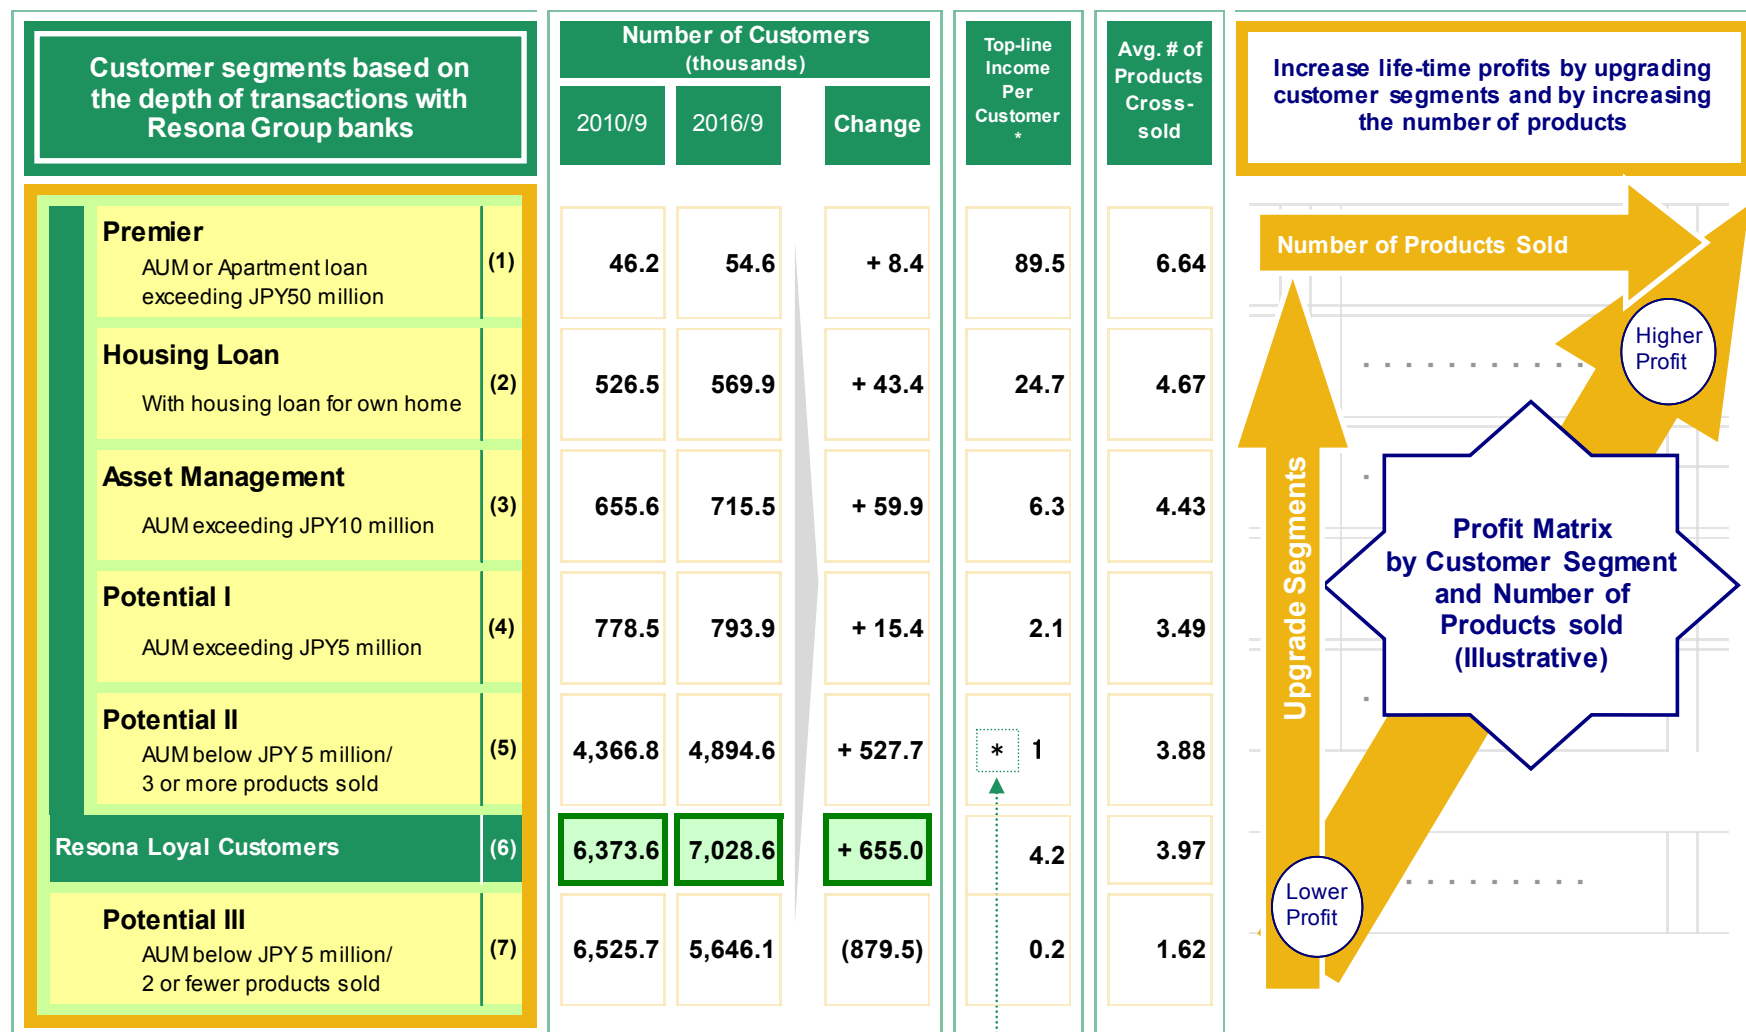 Customer segments based on
the depth of transactions with
Resona Group banks
Number of Customers
(thousands)
2010/9 2016/9 Change
Top-line
Income
Per
Customer
*
Avg. # of
Products
Cross-
sold
Increase life-time profits by upgrading
customer segments and by increasing
the number of products
Premier
AUM or Apartment loan
exceeding JPY50 million
(1) 46.2 54.6 + 8.4 89.5 6.64
Housing Loan
With housing loan for own home
(2) 526.5 569.9 + 43.4 24.7 4.67
Asset Management
AUM exceeding JPY10 million
(3) 655.6 715.5 + 59.9 6.3 4.43
Potential I
AUM exceeding JPY5 million
(4) 778.5 793.9 + 15.4 2.1 3.49
Potential II
AUM below JPY 5 million/
3 or more products sold
(5) 4,366.8 4,894.6 + 527.7 * 1 3.88
Resona Loyal Customers (6) 6,373.6 7,028.6 + 655.0 4.2 3.97
Potential III
AUM below JPY 5 million/
2 or fewer products sold
(7) 6,525.7 5,646.1 (879.5) 0.2 1.62
Number of Products Sold
Higher
Profit
Upgrade Segments
Profit Matrix
by Customer Segment
and Number of
Products sold
(Illustrative)
Lower
Profit